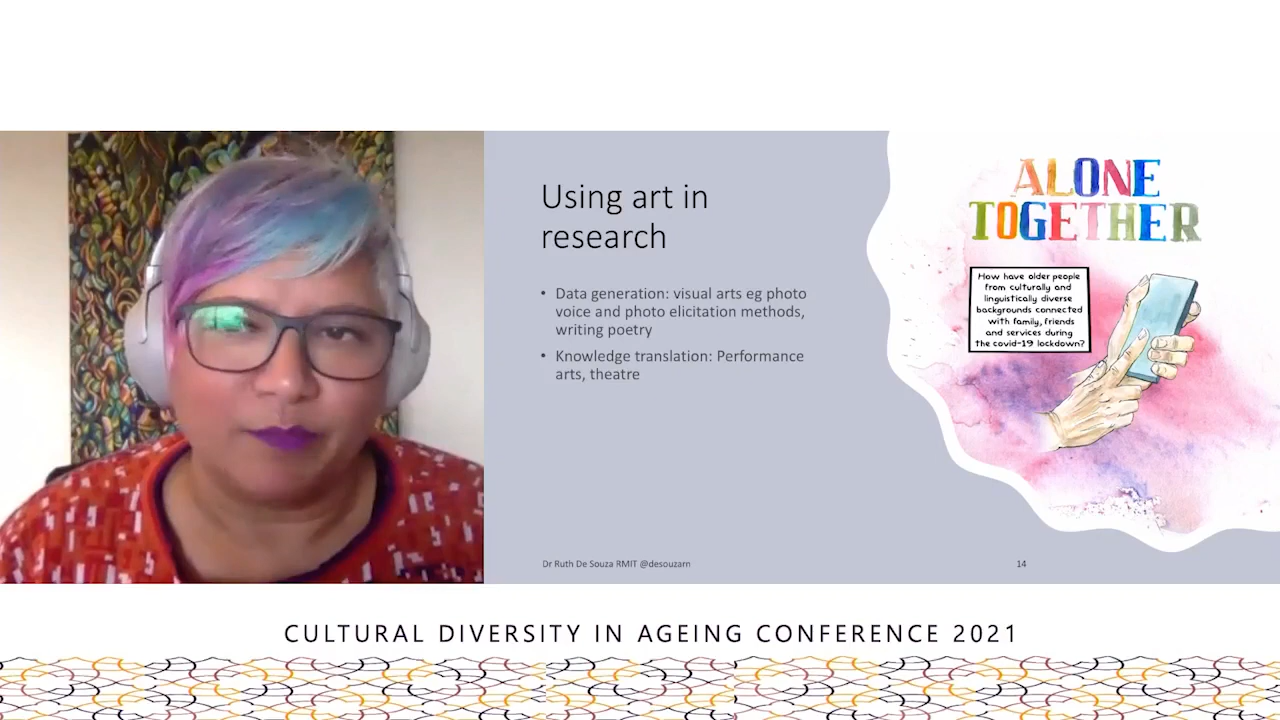 Using art in
research
• Data generation: visual arts eg photo
voice and photo elicitation methods,
writing poetry
• Knowledge translation: Performance
arts, theatre
Dr Ruth De Souza RMIT @desouzarn
14
ALONE
TOGETHER
How have older people
from culturally and
linguistically diverse
backgrounds connected
with family, friends
and services during
the covid-19 lockdown?
CULTURAL DIVERSITY IN AGEING CONFERENCE 2021